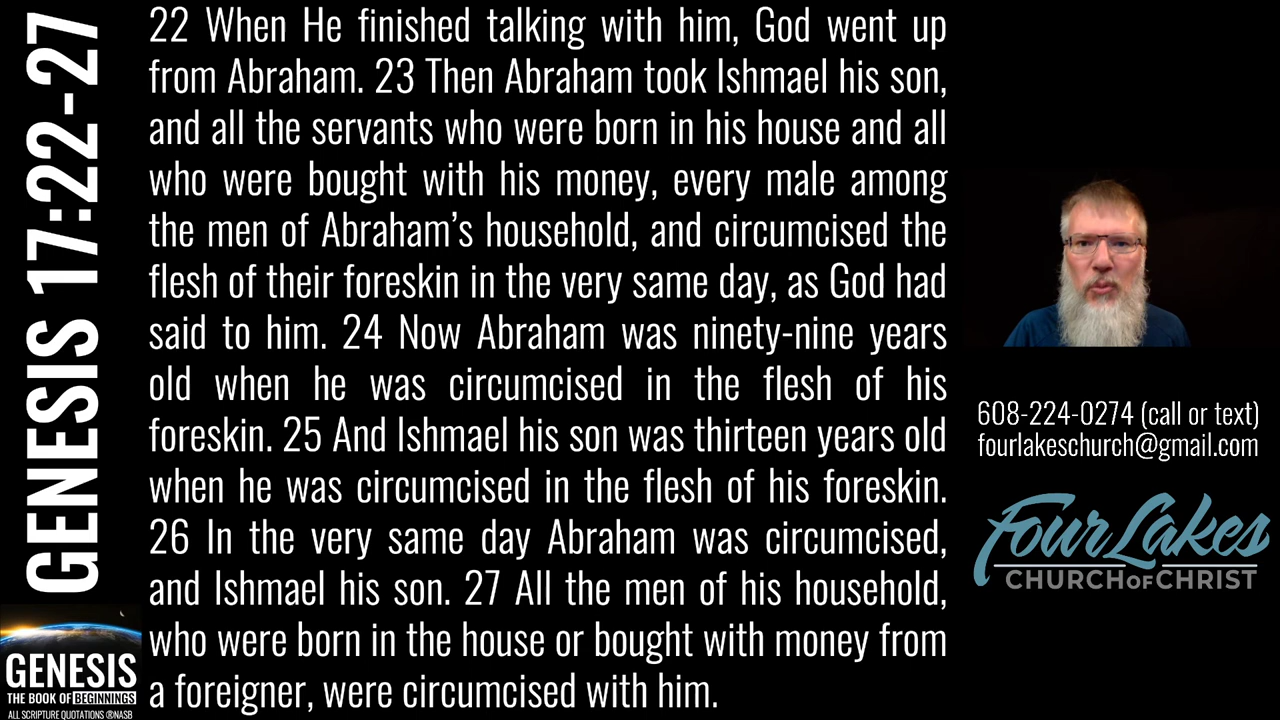 GENESIS 17:22-27
22 When He finished talking with him, God went up
from Abraham. 23 Then Abraham took Ishmael his son,
and all the servants who were born in his house and all
who were bought with his money, every male among
the men of Abraham’s household, and circumcised the
flesh of their foreskin in the very same day, as God had
said to him. 24 Now Abraham was ninety-nine years
old when he was circumcised in the flesh of his
foreskin. 25 And Ishmael his son was thirteen years old
when he was circumcised in the flesh of his foreskin.
26 In the very same day Abraham was circumcised,
and Ishmael his son. 27 All the men of his household,
who were born in the house or bought with money from
a foreigner, were circumcised with him.
GENESIS
THE BOOK OF BEGINNINGS
ALL SCRIPTURE QUOTATIONS ®NASB
608-224-0274 (call or text)
fourlakeschurch@gmail.com
Four Lakes
CHURCH OF CHRIST